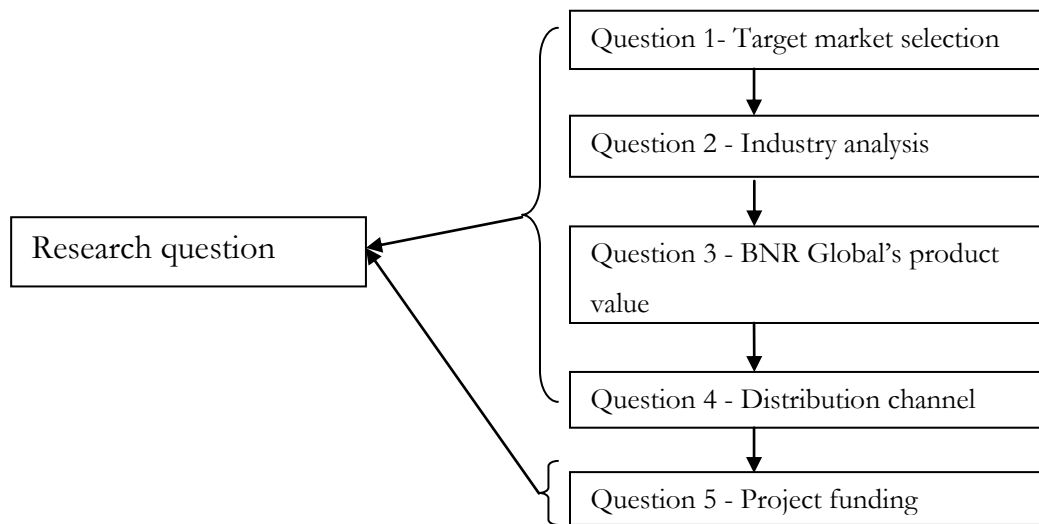 Question 1- Target market selection
Question 2 - Industry analysis
Research question
Question 3 - BNR Global’s product
value
Question 4 - Distribution channel
Question 5 - Project funding